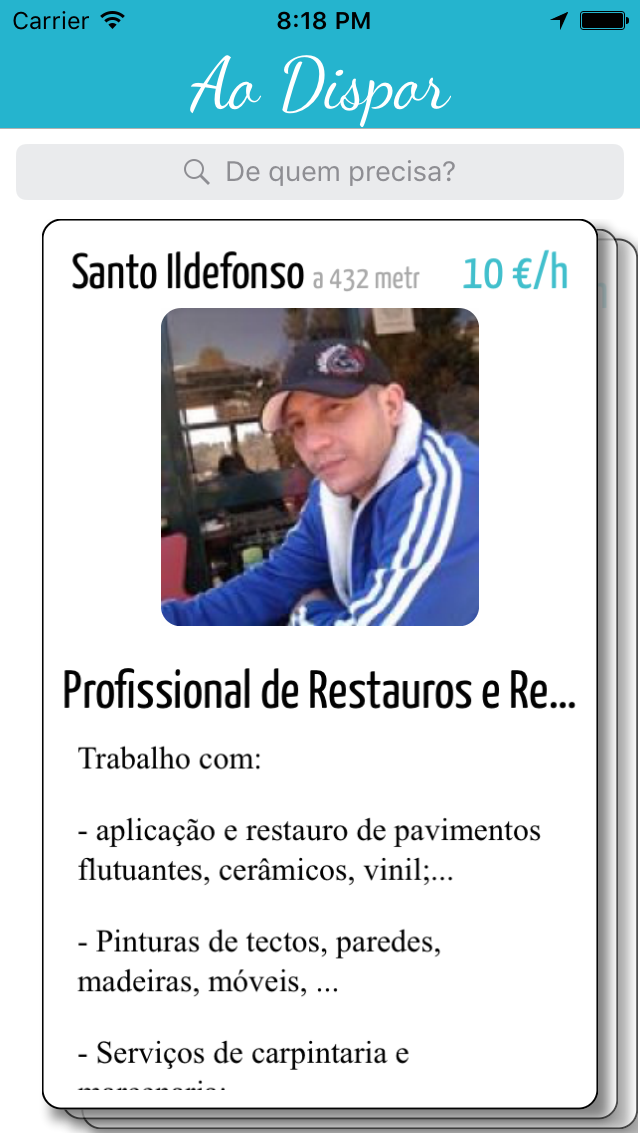 Carrier 8:18 PM
Ao Dispor
De quem precisa?
Santo Ildefonso a 432 metr 10 €/h
Profissional de Restauros e Re...
Trabalho com:
- aplicação e restauro de pavimentos
flutuantes, cerâmicos, vinil;...
- Pinturas de tectos, paredes,
madeiras, móveis, ...
- Serviços de carpintaria e